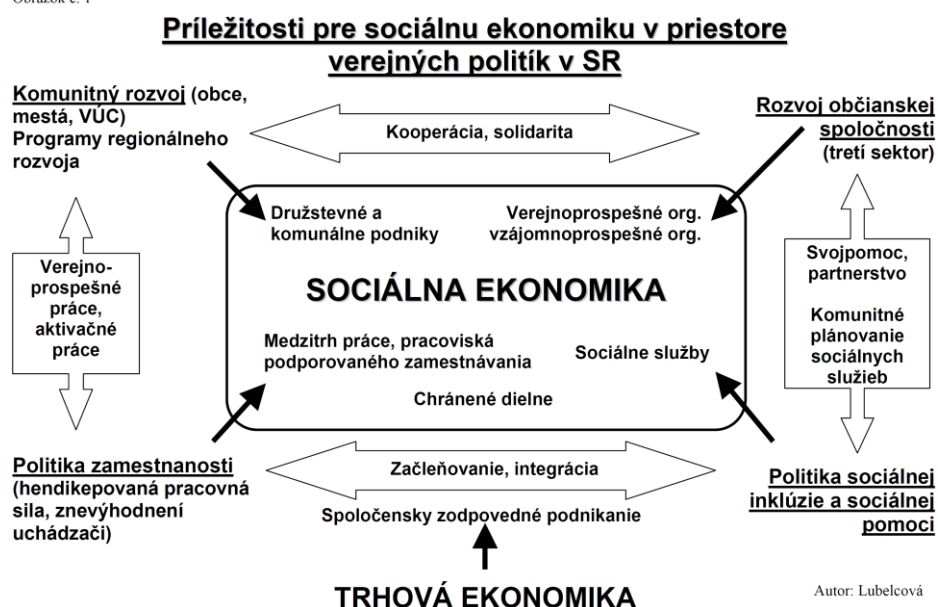 Obrázok č. 1
Príležitosti pre sociálnu ekonomiku v priestore
verejných politík v SR
Komunitný rozvoj (obce,
mestá, VÚC)
Programy regionálneho
rozvoja
Kooperácia, solidarita
Rozvoj občianskej
spoločnosti
(tretí sektor)
Družstevné a
komunálne podniky
Verejnoprospešné org.
vzájomnoprospešné org.
Verejno-
prospešné
práce,
aktivačné
práce
SOCIÁLNA EKONOMIKA
Svojpomoc,
partnerstvo
Komunitné
plánovanie
sociálnych
služieb
Medzitrh práce, pracoviská
podporovaného zamestnávania
Sociálne služby
Chránené dielne
Politika zamestnanosti
(hendikepovaná pracovná
sila, znevýhodnení
uchádzači)
Začleňovanie, integrácia
Politika sociálnej
inklúzie a sociálnej
pomoci
Spoločensky zodpovedné podnikanie
TRHOVÁ EKONOMIKA
Autor: Lubelcová